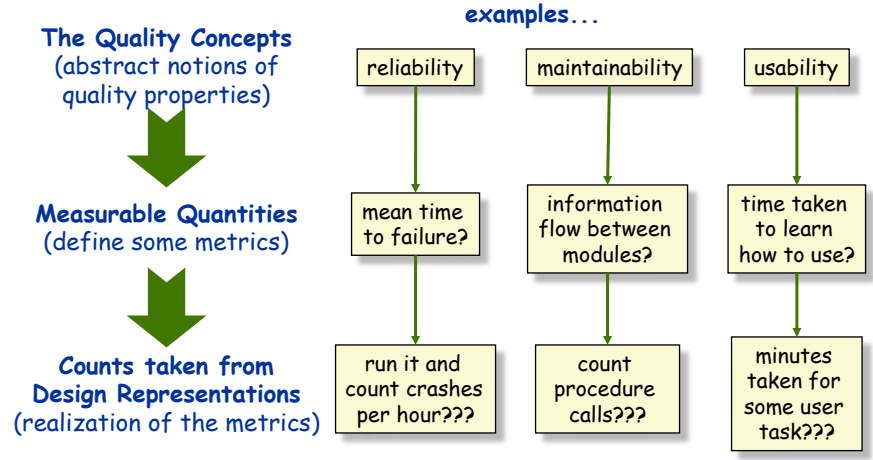 examples...
The Quality Concepts
(abstract notions of
quality properties)
reliability
maintainability
usability
Measurable Quantities
(define some metrics)
mean time
to failure?
information
flow between
modules?
time taken
to learn
how to use?
Counts taken from
Design Representations
(realization of the metrics)
run it and
count crashes
per hour???
count
procedure
calls???
minutes
taken for
some user
task???